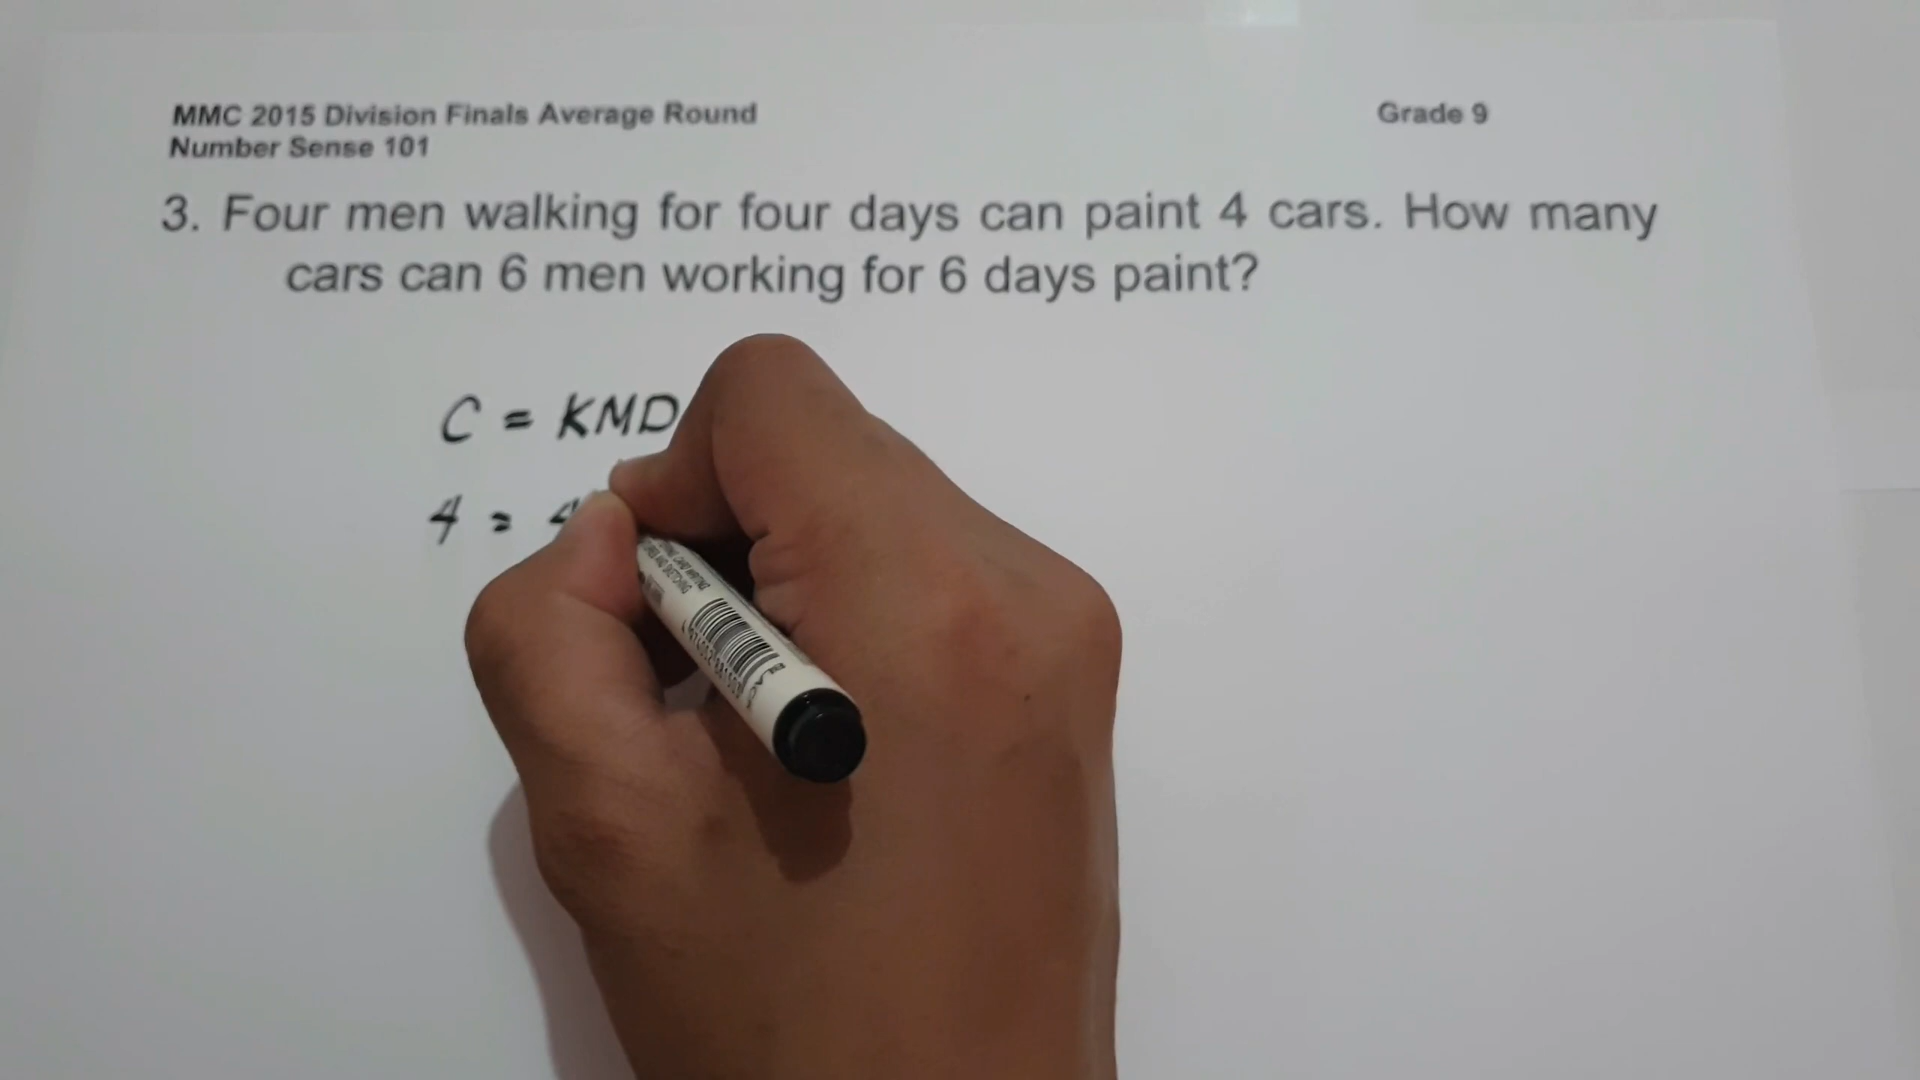 MMC 2015 Division Finals Average Round Grade 9
Number Sense 101
3. Four men walking for four days can paint 4 cars. How many
cars can 6 men working for 6 days paint?
C = KMD
4 = 4